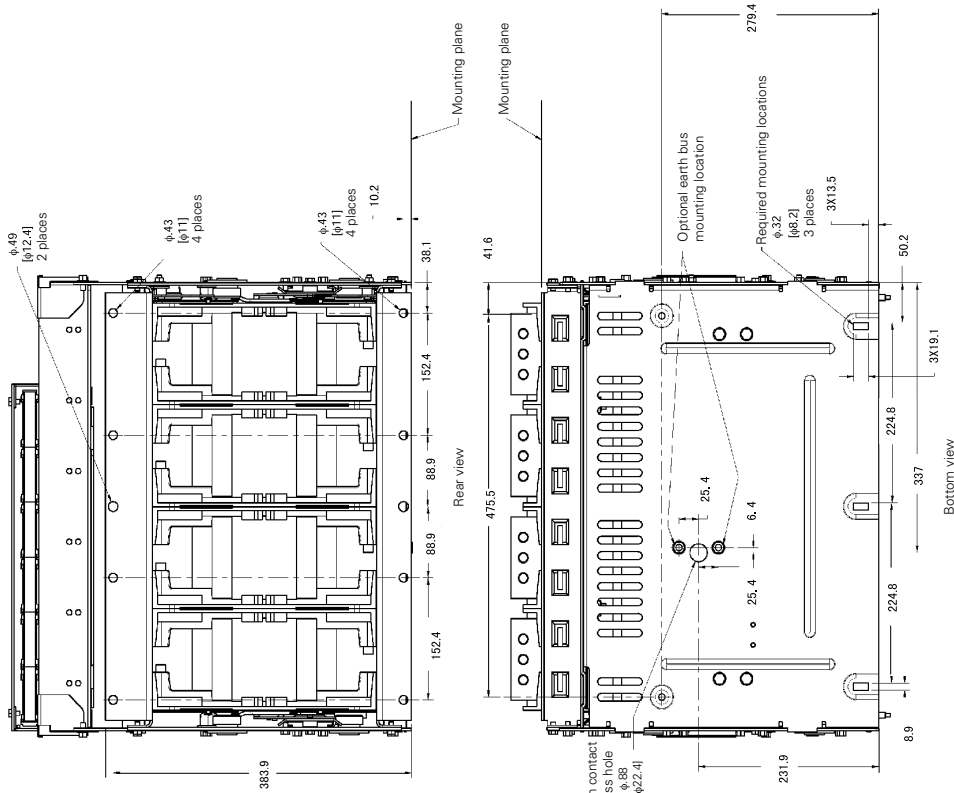 φ.49
[φ12.4]
2 places
φ.43
[φ11]
4 places
φ.43
[φ11]
4 places
10.2
Mounting plane
38.1
152.4
88.9
88.9
152.4
383.9
Rear view
Mounting plane
41.6
475.5
279.4
Optional earth bus
mounting location
Required mounting locations
φ.32
[φ8.2]
3 places
3X13.5
50.2
3X19.1
224.8
337
224.8
25.4
6.4
25.4
8.9
231.9
contact
hole
φ.88
φ22.4]
Bottom view